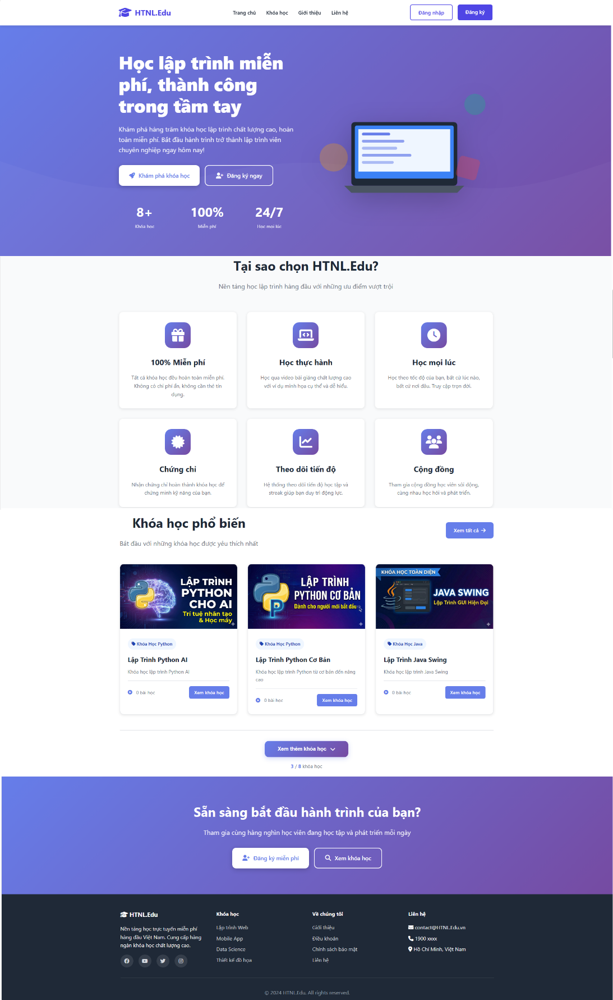 HTNL.Edu
Trang chủ
Khóa học
Giới thiệu
Liên hệ
Đăng nhập
Đăng ký
Học lập trình miễn
phí, thành công
trong tầm tay
Khám phá hàng trăm khóa học lập trình chất lượng cao, hoàn
toàn miễn phí. Bắt đầu hành trình trở thành lập trình viên
chuyên nghiệp ngay hôm nay!
Khám phá khóa học
Đăng ký ngay
8+
100%
24/7
Khóa học
Miễn phí
Học mọi lúc
Tại sao chọn HTNL.Edu?
Nền tảng học lập trình hàng đầu với những ưu điểm vượt trội
100% Miễn phí
Tất cả khóa học đều hoàn toàn miễn phí.
Không có chi phí ẩn, không cần thẻ tín
dụng.
Học thực hành
Học qua video bài giảng chất lượng cao
với ví dụ minh họa cụ thể và dễ hiểu.
Học mọi lúc
Học theo tốc độ của bạn, bất cứ lúc nào,
bất cứ nơi đâu. Truy cập trọn đời.
Chứng chỉ
Nhận chứng chỉ hoàn thành khóa học để
chứng minh kỹ năng của bạn.
Theo dõi tiến độ
Hệ thống theo dõi tiến độ học tập và
streak giúp bạn duy trì động lực.
Cộng đồng
Tham gia cộng đồng học viên sôi động,
cùng nhau học hỏi và phát triển.
Khóa học phổ biến
Bắt đầu với những khóa học được yêu thích nhất
Xem tất cả
LẬP TRÌNH
PYTHON
CHO AI
Trí tuệ nhân tạo
& Học máy
Khóa Học Python
Lập Trình Python AI
Khóa học lập trình Python AI
0 bài học
Xem khóa học
LẬP TRÌNH
PYTHON CƠ BẢN
Dành cho người mới bắt đầu
Khóa Học Python
Lập Trình Python Cơ Bản
Khóa học lập trình Python từ cơ bản đến nâng
cao
0 bài học
Xem khóa học
KHÓA HỌC TOÀN DIỆN
JAVA SWING
Lập Trình GUI Hiện Đại
Khóa Học Java
Lập Trình Java Swing
Khóa học lập trình Java Swing
0 bài học
Xem khóa học
Xem thêm khóa học
3 / 8 khóa học
Sẵn sàng bắt đầu hành trình của bạn?
Tham gia cùng hàng nghìn học viên đang học tập và phát triển mỗi ngày
Đăng ký miễn phí
Xem khóa học
HTNL.Edu
Nền tảng học trực tuyến miễn phí
hàng đầu Việt Nam. Cung cấp hàng
ngàn khóa học chất lượng cao.
Khóa học
Lập trình Web
Mobile App
Data Science
Thiết kế đồ họa
Về chúng tôi
Giới thiệu
Điều khoản
Chính sách bảo mật
Liên hệ
Liên hệ
contact@HTNL.Edu.vn
1900 xxxx
Hồ Chí Minh, Việt Nam
© 2024 HTNL.Edu. All rights reserved.